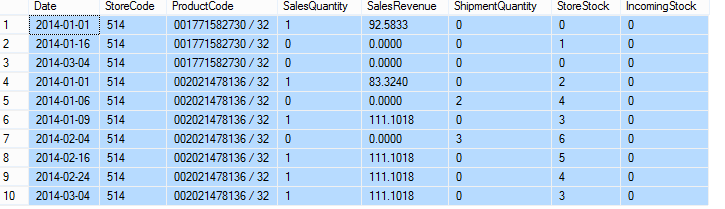 Date StoreCode ProductCode SalesQuantity SalesRevenue ShipmentQuantity StoreStock IncomingStock
1 2014-01-01 514 001771582730 / 32 1 92.5833 0 0 0
2 2014-01-16 514 001771582730 / 32 0 0.0000 0 1 0
3 2014-03-04 514 001771582730 / 32 0 0.0000 0 0 0
4 2014-01-01 514 002021478136 / 32 1 83.3240 0 2 0
5 2014-01-06 514 002021478136 / 32 0 0.0000 2 4 0
6 2014-01-09 514 002021478136 / 32 1 111.1018 0 3 0
7 2014-02-04 514 002021478136 / 32 0 0.0000 3 6 0
8 2014-02-16 514 002021478136 / 32 1 111.1018 0 5 0
9 2014-02-24 514 002021478136 / 32 1 111.1018 0 4 0
10 2014-03-04 514 002021478136 / 32 1 111.1018 0 3 0